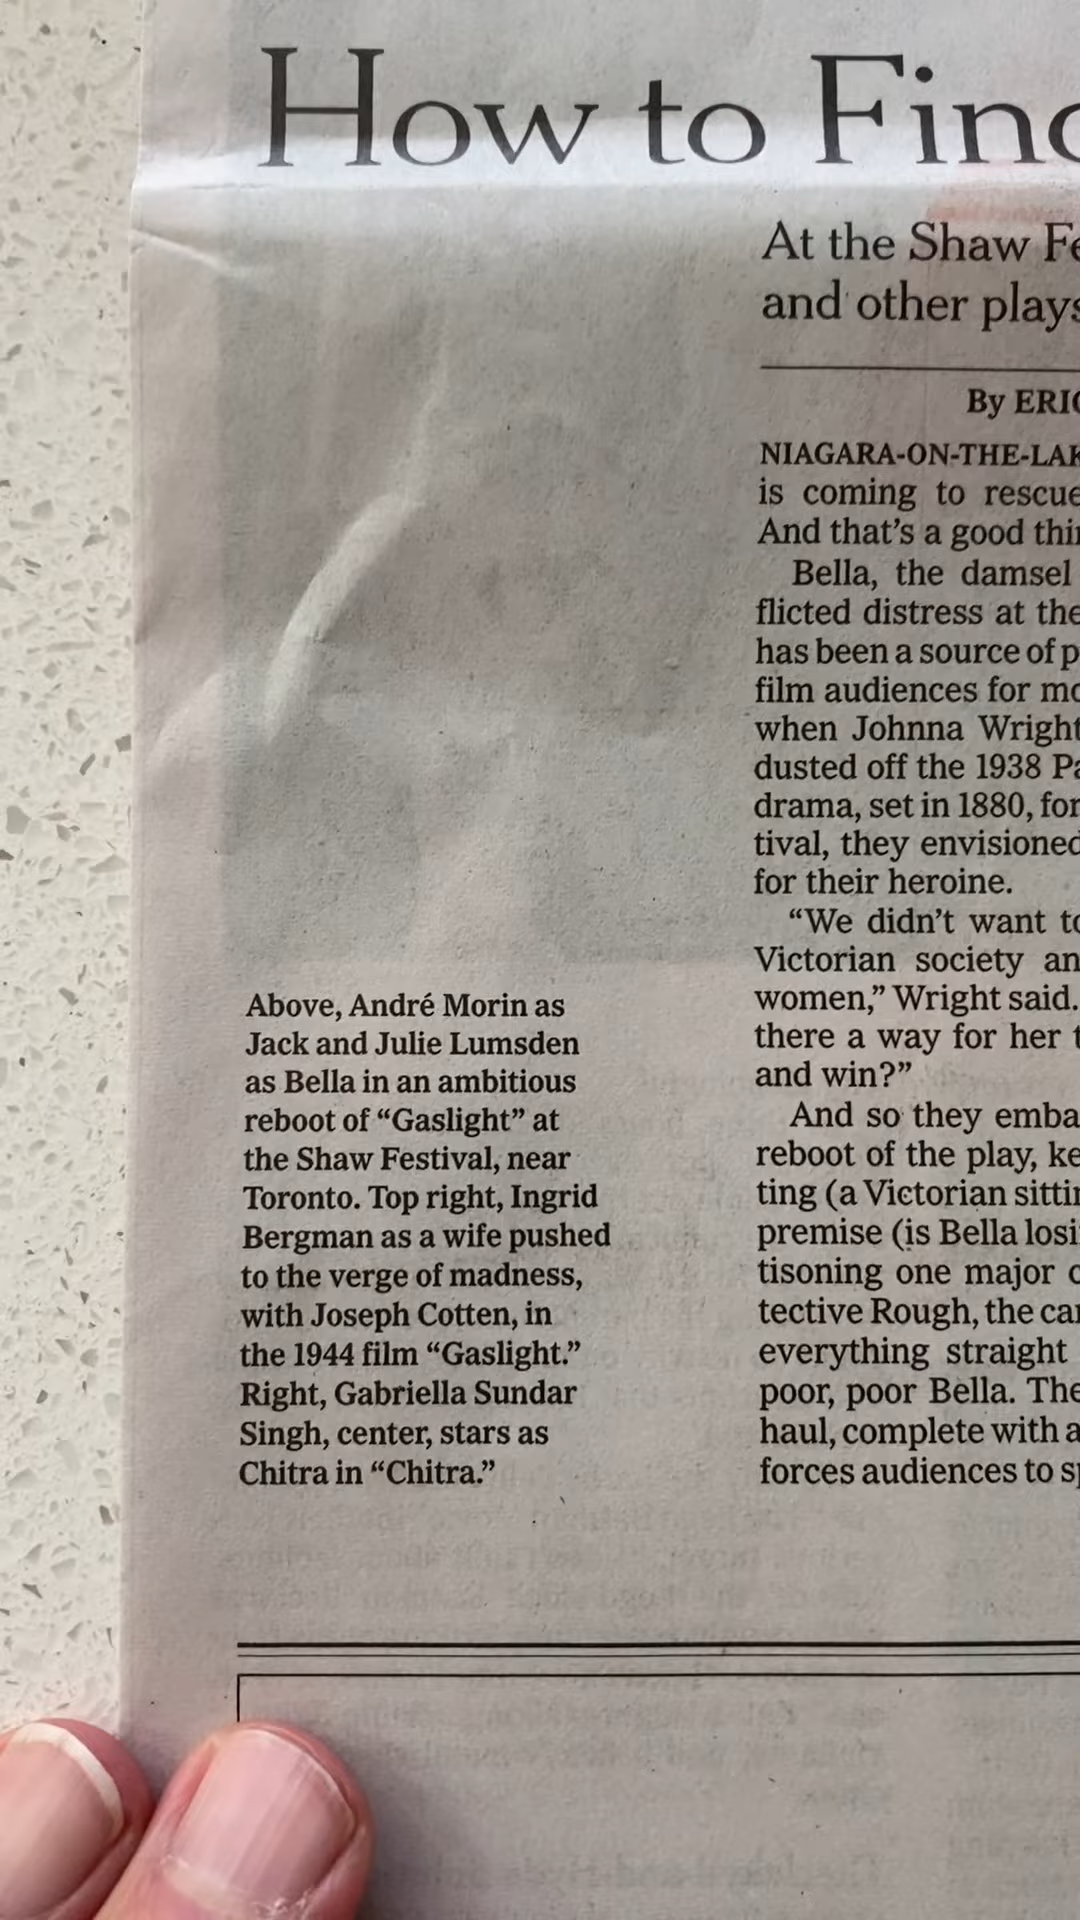 How to Find
At the Shaw Fe
and other plays
By ERIC
NIAGARA-ON-THE-LAK
is coming to rescue
And that's a good thin
Bella, the damsel
flicted distress at the
has been a source of p
film audiences for mo
when Johnna Wright
dusted off the 1938 Pa
drama, set in 1880, for
tival, they envisioned
for their heroine.
“We didn’t want to
Victorian society an
women,” Wright said.
there a way for her t
and win?”
And so they emba
reboot of the play, ke
ting (a Victorian sittin
premise (is Bella losi
tisoning one major c
tective Rough, the car
everything straight
poor, poor Bella. The
haul, complete with a
forces audiences to sp
Above, André Morin as
Jack and Julie Lumsden
as Bella in an ambitious
reboot of “Gaslight” at
the Shaw Festival, near
Toronto. Top right, Ingrid
Bergman as a wife pushed
to the verge of madness,
with Joseph Cotten, in
the 1944 film “Gaslight.”
Right, Gabriella Sundar
Singh, center, stars as
Chitra in “Chitra.”